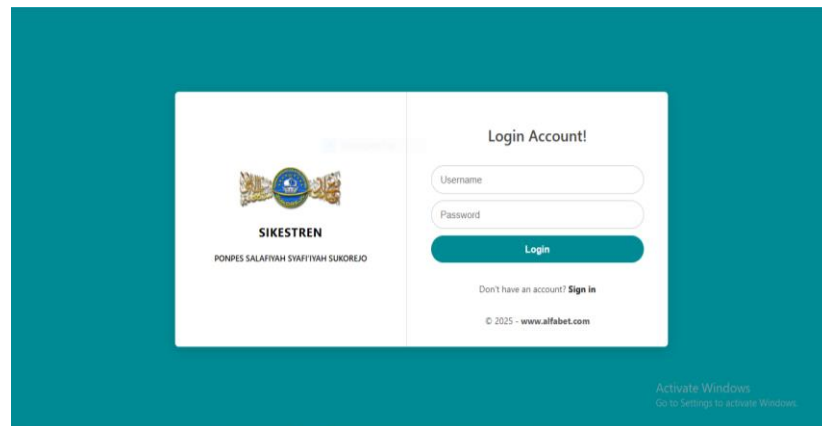 SIKESTREN
PONPES SALAFIYAH SYAFI'IYAH SUKOREJO
Login Account!
Username
Password
Login
Don't have an account? Sign in
© 2025 - www.alfabet.com
Activate Windows
Go to Settings to activate Windows.